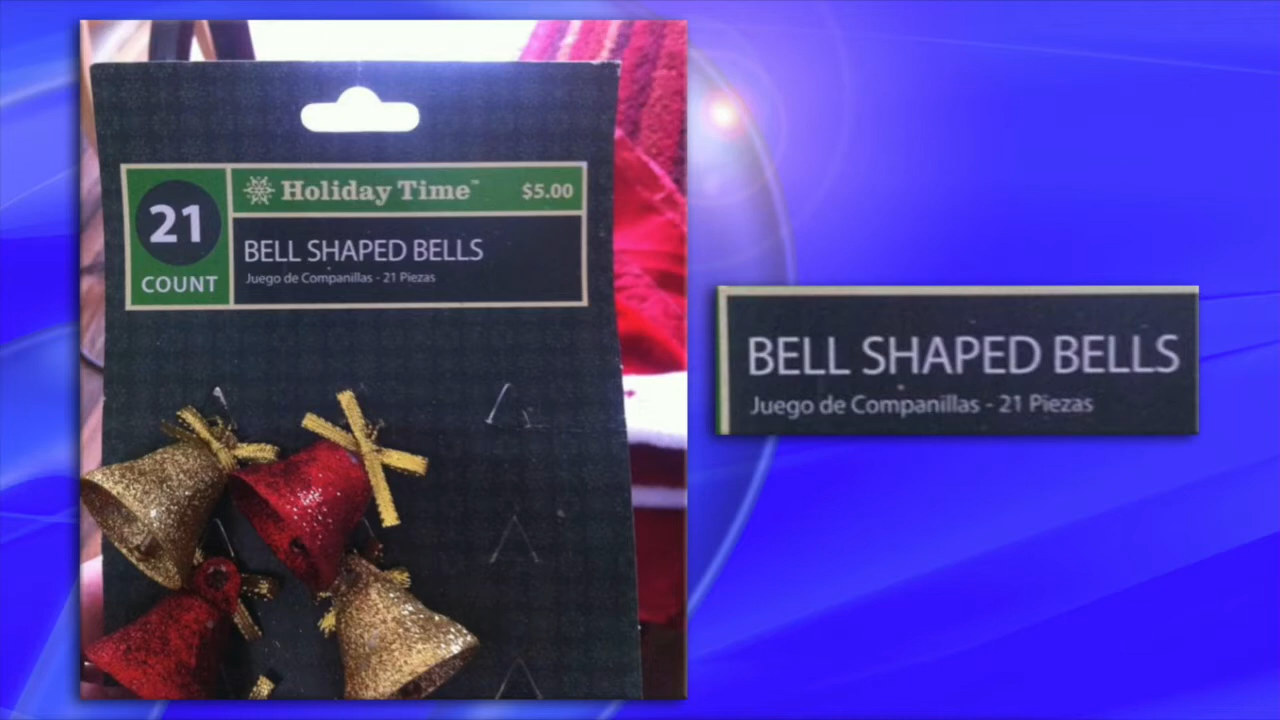 21
COUNT
Holiday Time™ $5.00
BELL SHAPED BELLS
Juego de Companillas - 21 Piezas
BELL SHAPED BELLS
Juego de Companillas - 21 Piezas